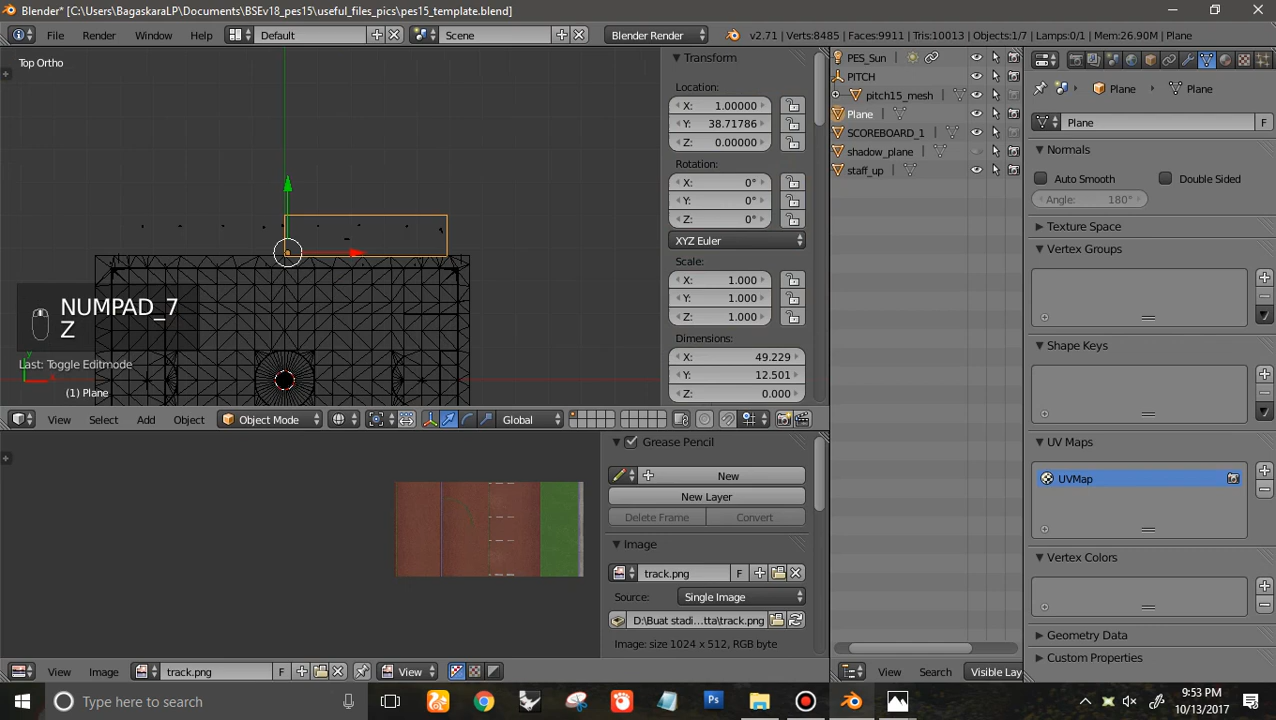 Blender* [C:\Users\BagaskaraLP\Documents\BSEv18_pes15\useful_files_pics\pes15_template.blend]
File Render Window Help Default Scene Blender Render v2.71 | Verts:8485 | Faces:9911 | Tris:10013 | Objects:1/7 | Lamps:0/1 | Mem:26.90M | Plane
Top Ortho
NUMPAD_7
Z
Last: Toggle Editmode
(1) Plane
Transform
Location:
X: 1.00000
Y: 38.71786
Z: 0.00000
Rotation:
X: 0°
Y: 0°
Z: 0°
XYZ Euler
Scale:
X: 1.000
Y: 1.000
Z: 1.000
Dimensions:
X: 49.229
Y: 12.501
Z: 0.000
View Select Add Object Object Mode Global
Grease Pencil
New
New Layer
Delete Frame Convert
Image
track.png F
Source: Single Image
D:\Buat stadi...tta\track.png
Image: size 1024 x 512, RGB byte
View Image track.png F View
PES_Sun
PITCH
pitch15_mesh
Plane
SCOREBOARD_1
shadow_plane
staff_up
View Search Visible Lay
Plane Plane
Plane F
Normals
Auto Smooth Double Sided
Angle: 180°
Texture Space
Vertex Groups
Shape Keys
UV Maps
UVMap
Vertex Colors
Geometry Data
Custom Properties
Type here to search
Ps
9:53 PM
10/13/2017